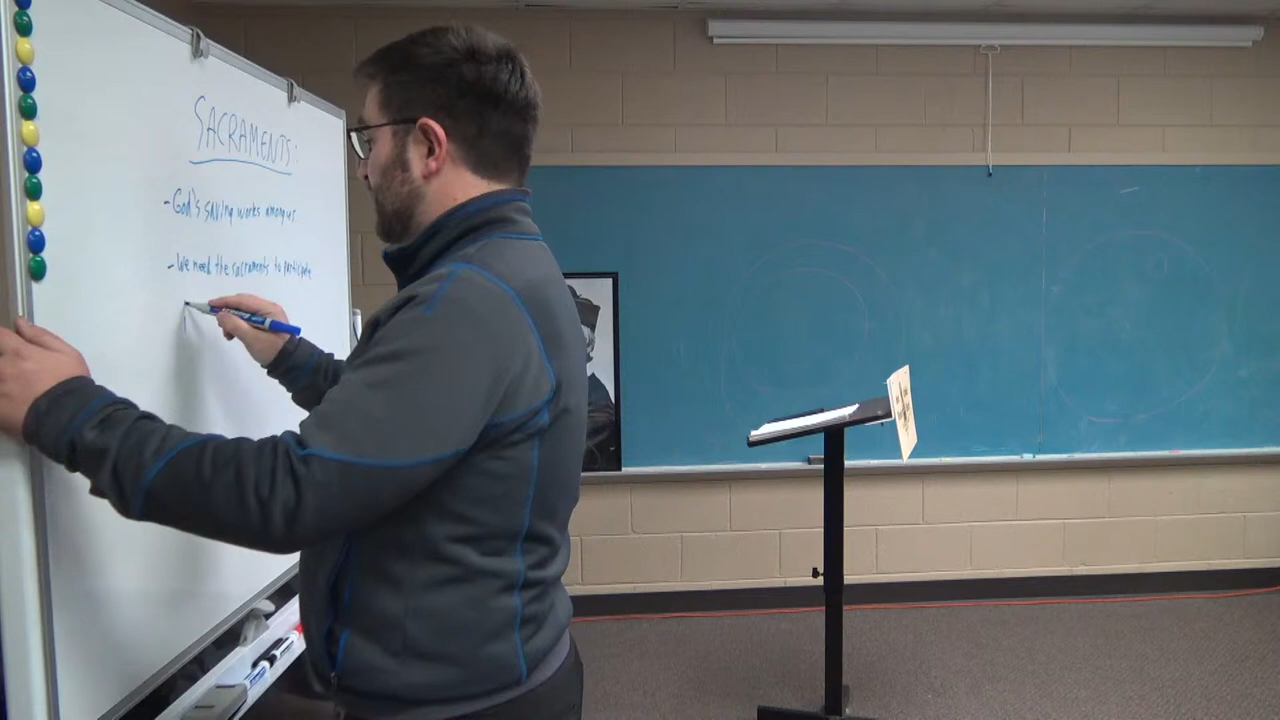 SACRAMENTS:
- God's saving works among us
- We need the sacraments to participate